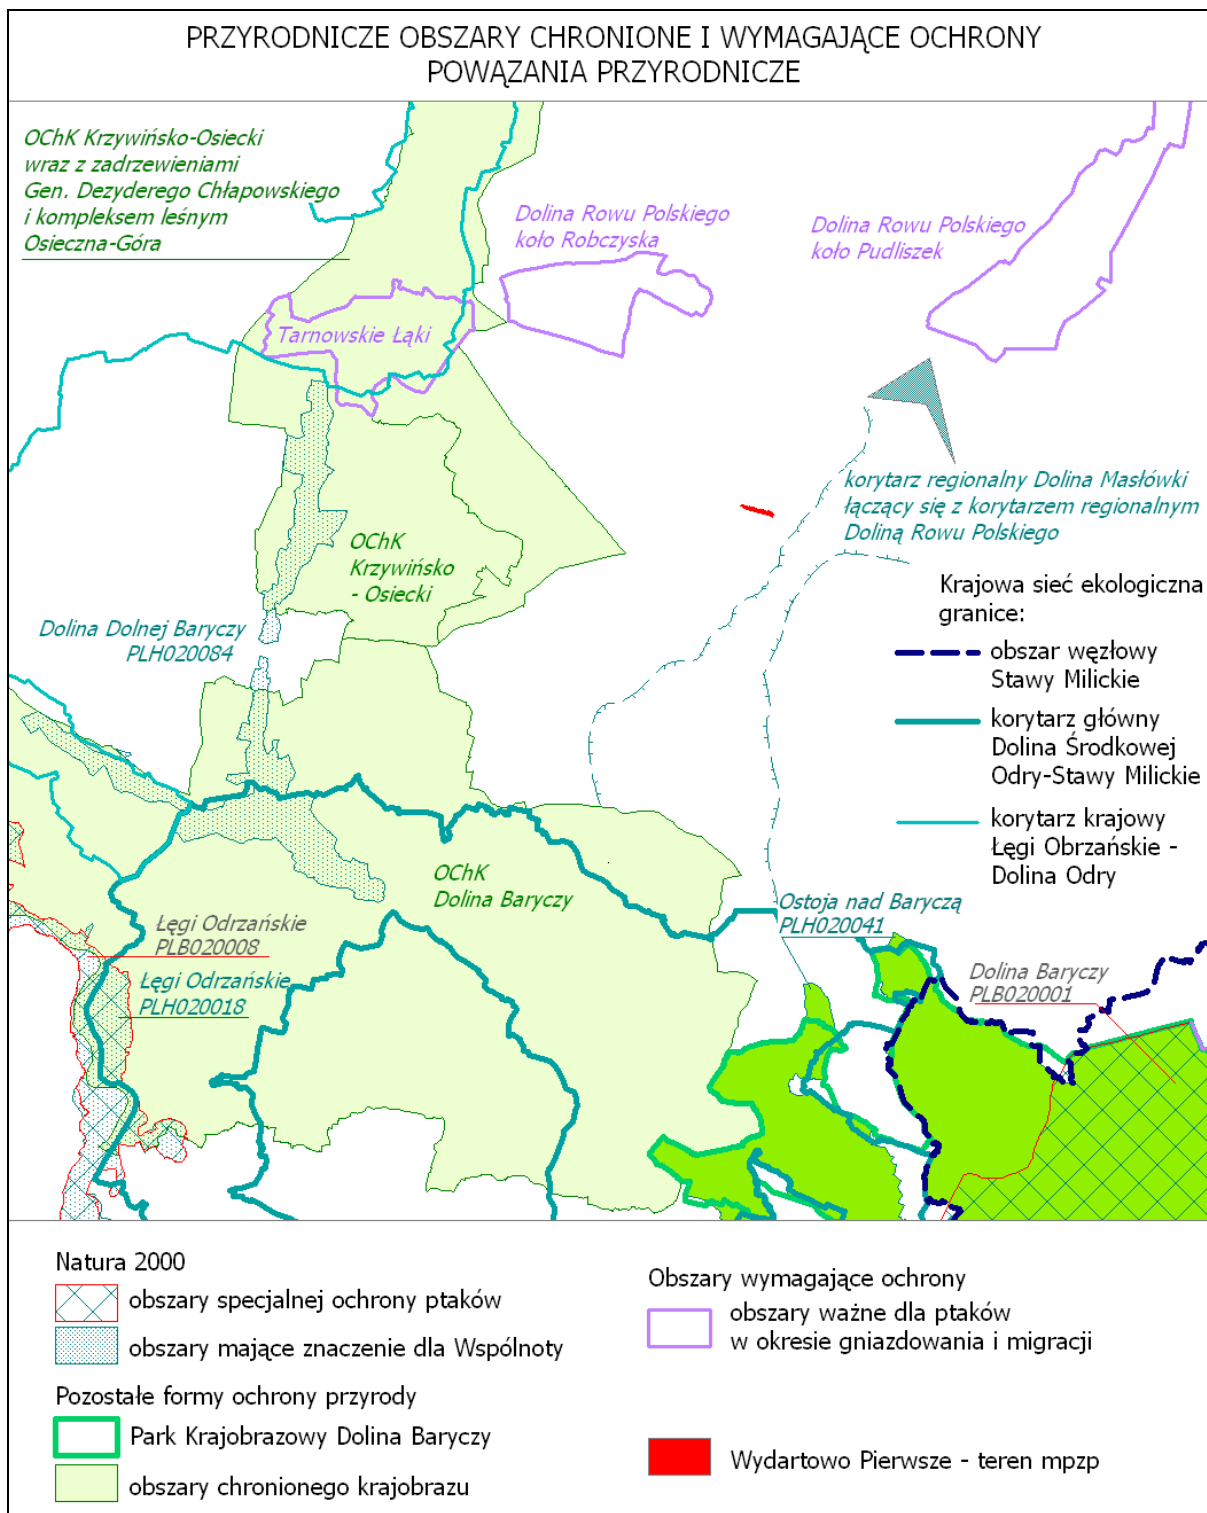 PRZYRODNICZE OBSZARY CHRONIONE I WYMAGAJĄCE OCHRONY
POWĄZANIA PRZYRODNICZE
OChK Krzywińsko-Osiecki
wraz z zadrzewieniami
Gen. Dezyderego Chłapowskiego
i kompleksem leśnym
Osieczna-Góra
Dolina Rowu Polskiego
koło Robczyska
Dolina Rowu Polskiego
koło Pudliszek
Tarnowskie Łąki
korytarz regionalny Dolina Masłówki
łączący się z korytarzem regionalnym
Doliną Rowu Polskiego
OChK
Krzywińsko
- Osiecki
Dolina Dolnej Baryczy
PLH020084
Krajowa sieć ekologiczna
granice:
obszar węzłowy
Stawy Milickie
korytarz główny
Dolina Środkowej
Odry-Stawy Milickie
korytarz krajowy
Łęgi Obrzańskie -
Dolina Odry
OChK
Dolina Baryczy
Ostoja nad Baryczą
PLH020041
Łęgi Odrzańskie
PLB020008
Łęgi Odrzańskie
PLH020018
Dolina Baryczy
PLB020001
Natura 2000
obszary specjalnej ochrony ptaków
obszary mające znaczenie dla Wspólnoty
Pozostałe formy ochrony przyrody
Park Krajobrazowy Dolina Baryczy
obszary chronionego krajobrazu
Obszary wymagające ochrony
obszary ważne dla ptaków
w okresie gniazdowania i migracji
Wydartowo Pierwsze - teren mpzp